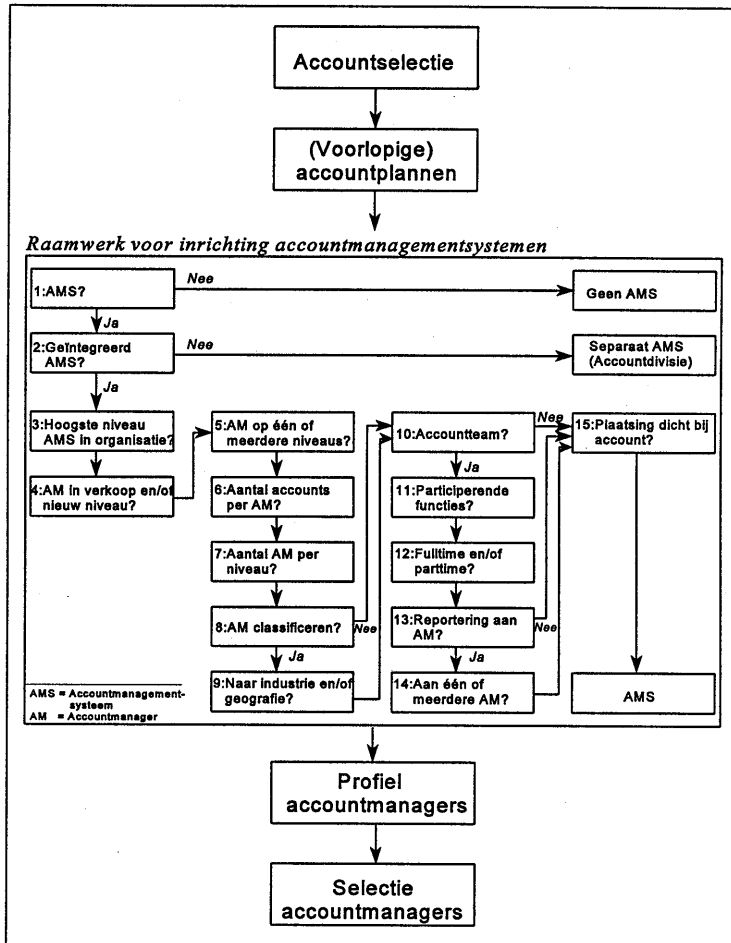 Accountselectie
(Voorlopige)
accountplannen
Raamwerk voor inrichting accountmanagementsystemen
1:AMS?
Nee
Geen AMS
Ja
2:Geïntegreerd
AMS?
Nee
Separaat AMS
(Accountdivisie)
Ja
3:Hoogste niveau
AMS in organisatie?
4:AM in verkoop en/of
nieuw niveau?
5:AM op één of
meerdere niveaus?
6:Aantal accounts
per AM?
7:Aantal AM per
niveau?
8:AM classificeren?
Nee
Ja
9:Naar industrie en/of
geografie?
10:Accountteam?
Nee
Ja
11:Participerende
functies?
12:Fulltime en/of
parttime?
13:Reportering aan
AM?
Nee
Ja
14:Aan één of
meerdere AM?
15:Plaatsing dicht bij
account?
AMS
AMS = Accountmanagement-
systeem
AM = Accountmanager
Profiel
accountmanagers
Selectie
accountmanagers